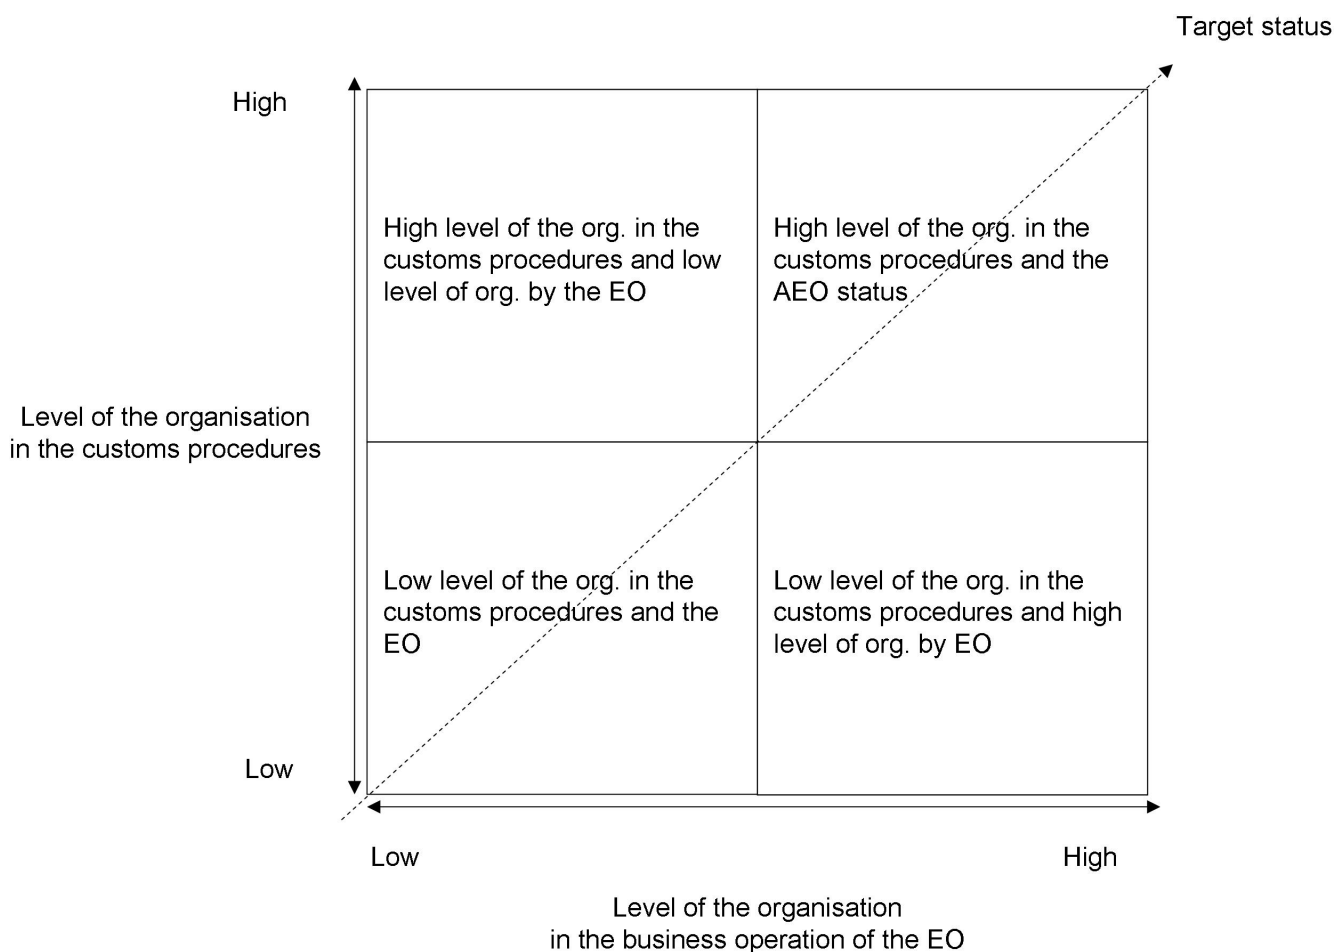 Target status
High
High level of the org. in the
customs procedures and low
level of org. by the EO
High level of the org. in the
customs procedures and the
AEO status
Level of the organisation
in the customs procedures
Low level of the org. in the
customs procedures and the
EO
Low level of the org. in the
customs procedures and high
level of org. by EO
Low
Low
High
Level of the organisation
in the business operation of the EO